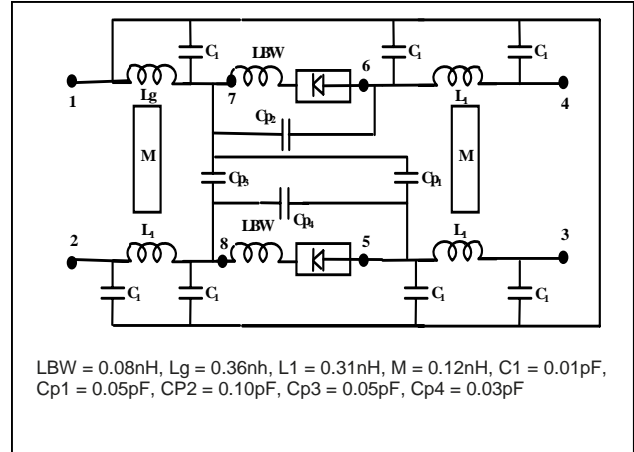 C1 LBW 6 C1 C1
1 Lg 7 L1 4
Cp2
M Cp3 Cp1 M
Cp4
2 L1 8 LBW 5 L1 3
C1 C1 C1 C1
LBW = 0.08nH, Lg = 0.36nh, L1 = 0.31nH, M = 0.12nH, C1 = 0.01pF,
Cp1 = 0.05pF, CP2 = 0.10pF, Cp3 = 0.05pF, Cp4 = 0.03pF